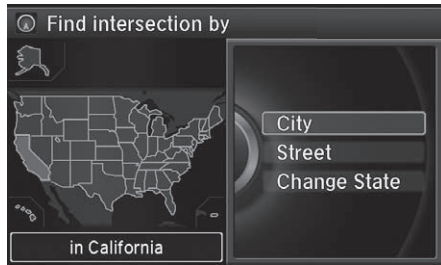 Find intersection by
City
Street
Change State
in California